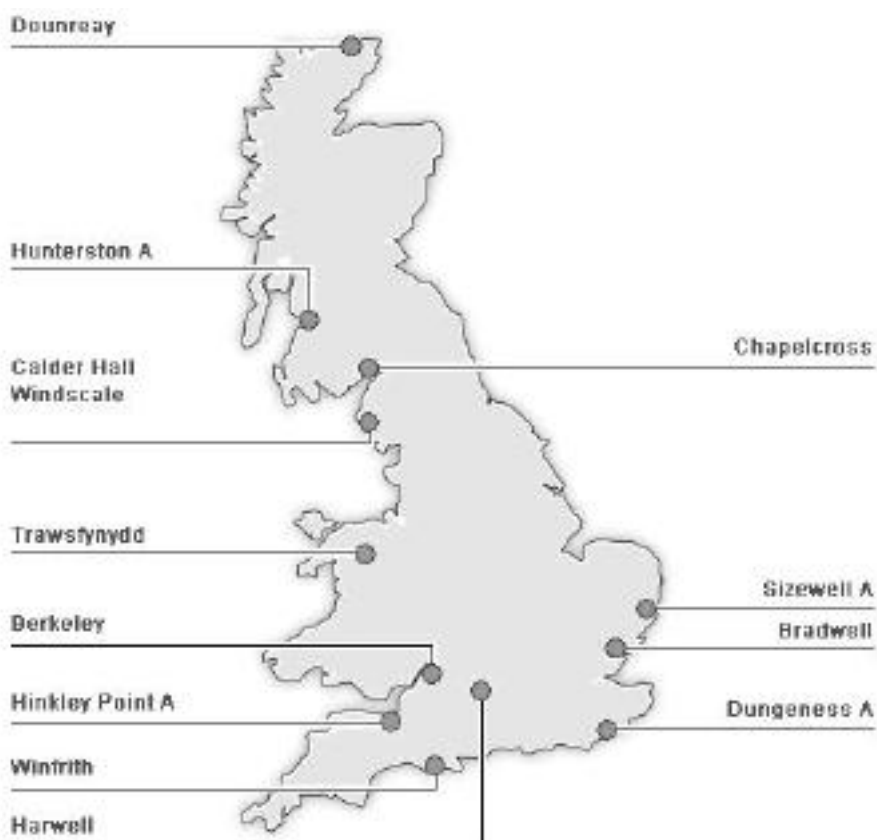 Dounreay
Hunterston A
Chapelcross
Calder Hall
Windscale
Trawsfynydd
Sizewell A
Berkeley
Bradwell
Hinkley Point A
Dungeness A
Winfrith
Harwell